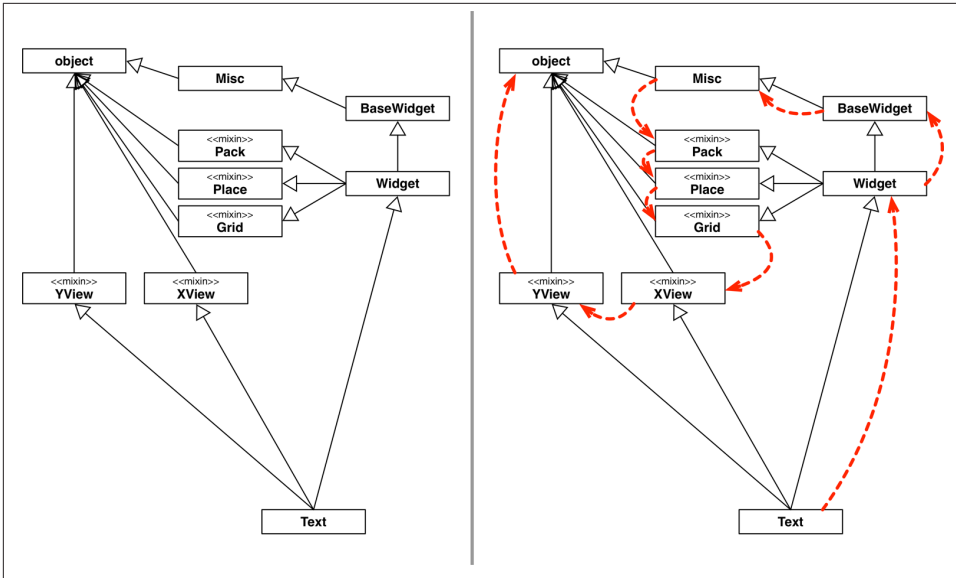 object
Misc
BaseWidget
<<mixin>>
Pack
<<mixin>>
Place
Widget
<<mixin>>
Grid
<<mixin>>
YView
<<mixin>>
XView
Text
object
Misc
BaseWidget
<<mixin>>
Pack
<<mixin>>
Place
Widget
<<mixin>>
Grid
<<mixin>>
YView
<<mixin>>
XView
Text